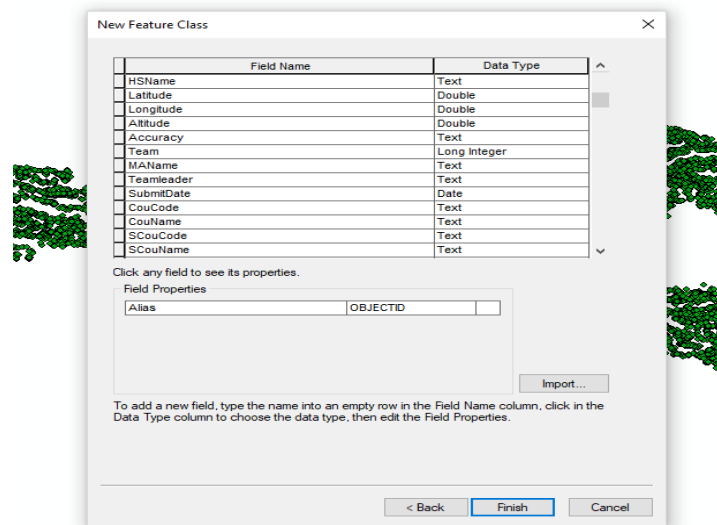 New Feature Class
Field Name Data Type
HSName Text
Latitude Double
Longitude Double
Altitude Double
Accuracy Text
Team Long Integer
MAName Text
Teamleader Text
SubmitDate Date
CouCode Text
CouName Text
SCouCode Text
SCouName Text
Click any field to see its properties.
Field Properties
Alias OBJECTID
Import...
To add a new field, type the name into an empty row in the Field Name column, click in the
Data Type column to choose the data type, then edit the Field Properties.
< Back Finish Cancel